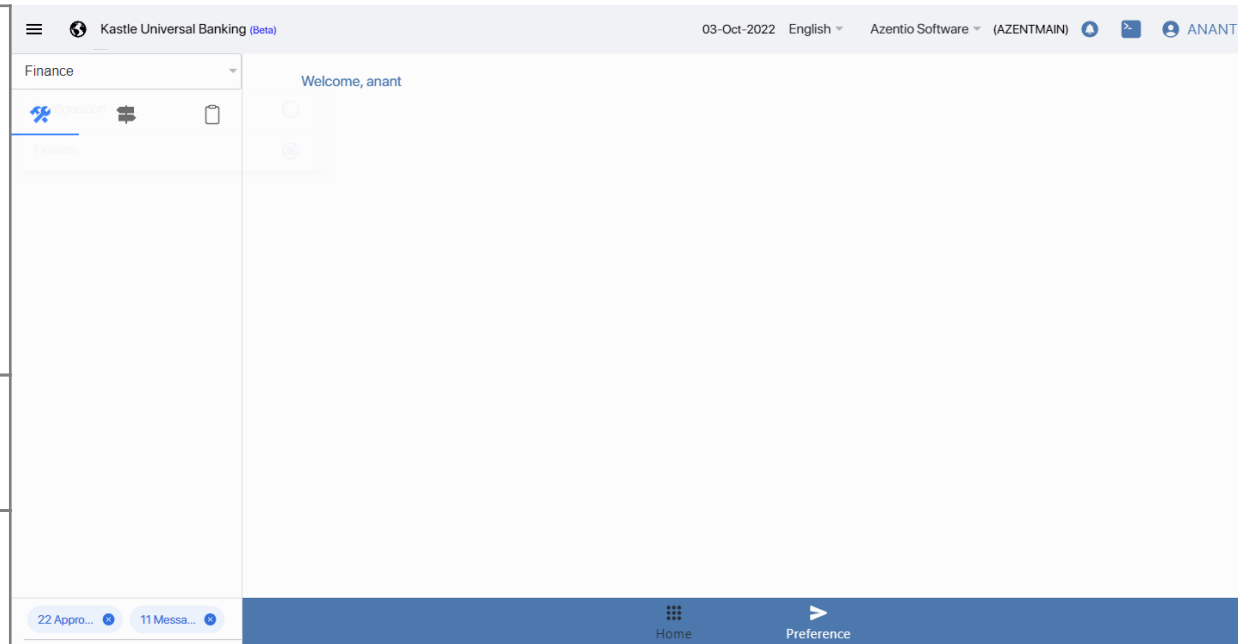 Kastle Universal Banking (Beta) 03-Oct-2022 English Azentio Software (AZENTMAIN) ANANT
Finance
Welcome, anant
Finance
22 Appro... 11 Messa...
Home Preference